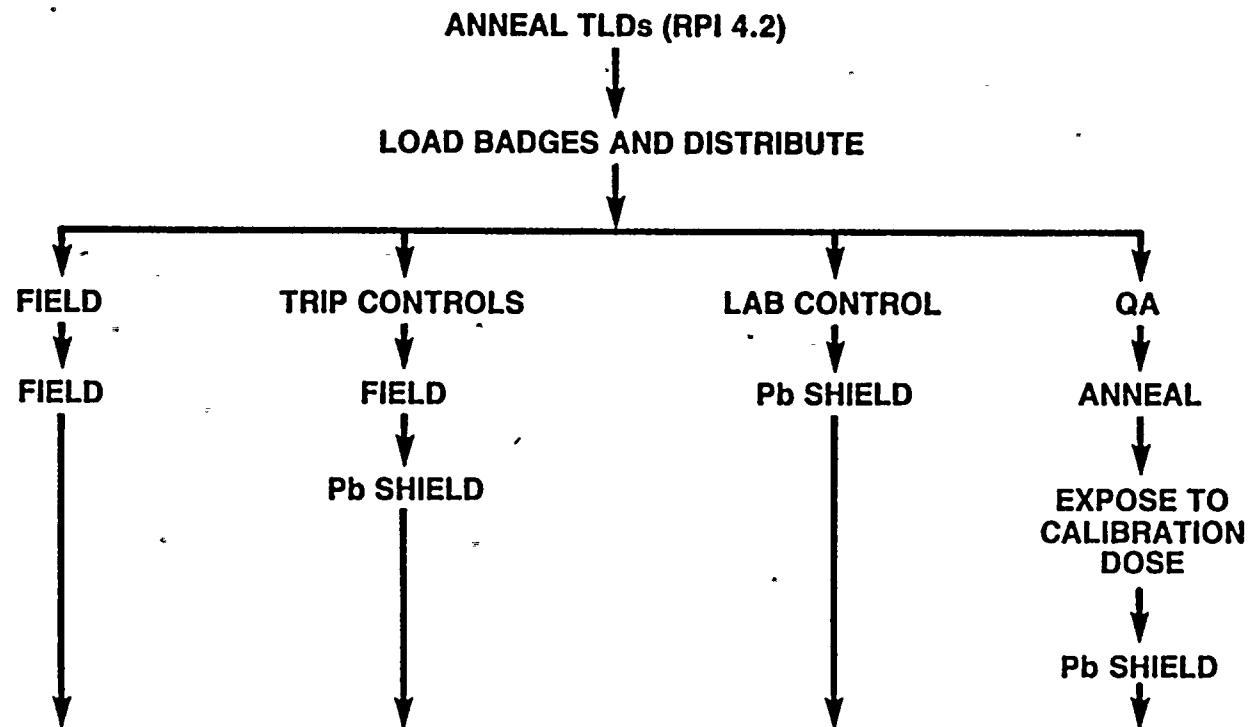 ANNEAL TLDs (RPI 4.2)
LOAD BADGES AND DISTRIBUTE
FIELD
TRIP CONTROLS
LAB CONTROL
QA
FIELD
FIELD
Pb SHIELD
ANNEAL
Pb SHIELD
EXPOSE TO
CALIBRATION
DOSE
Pb SHIELD